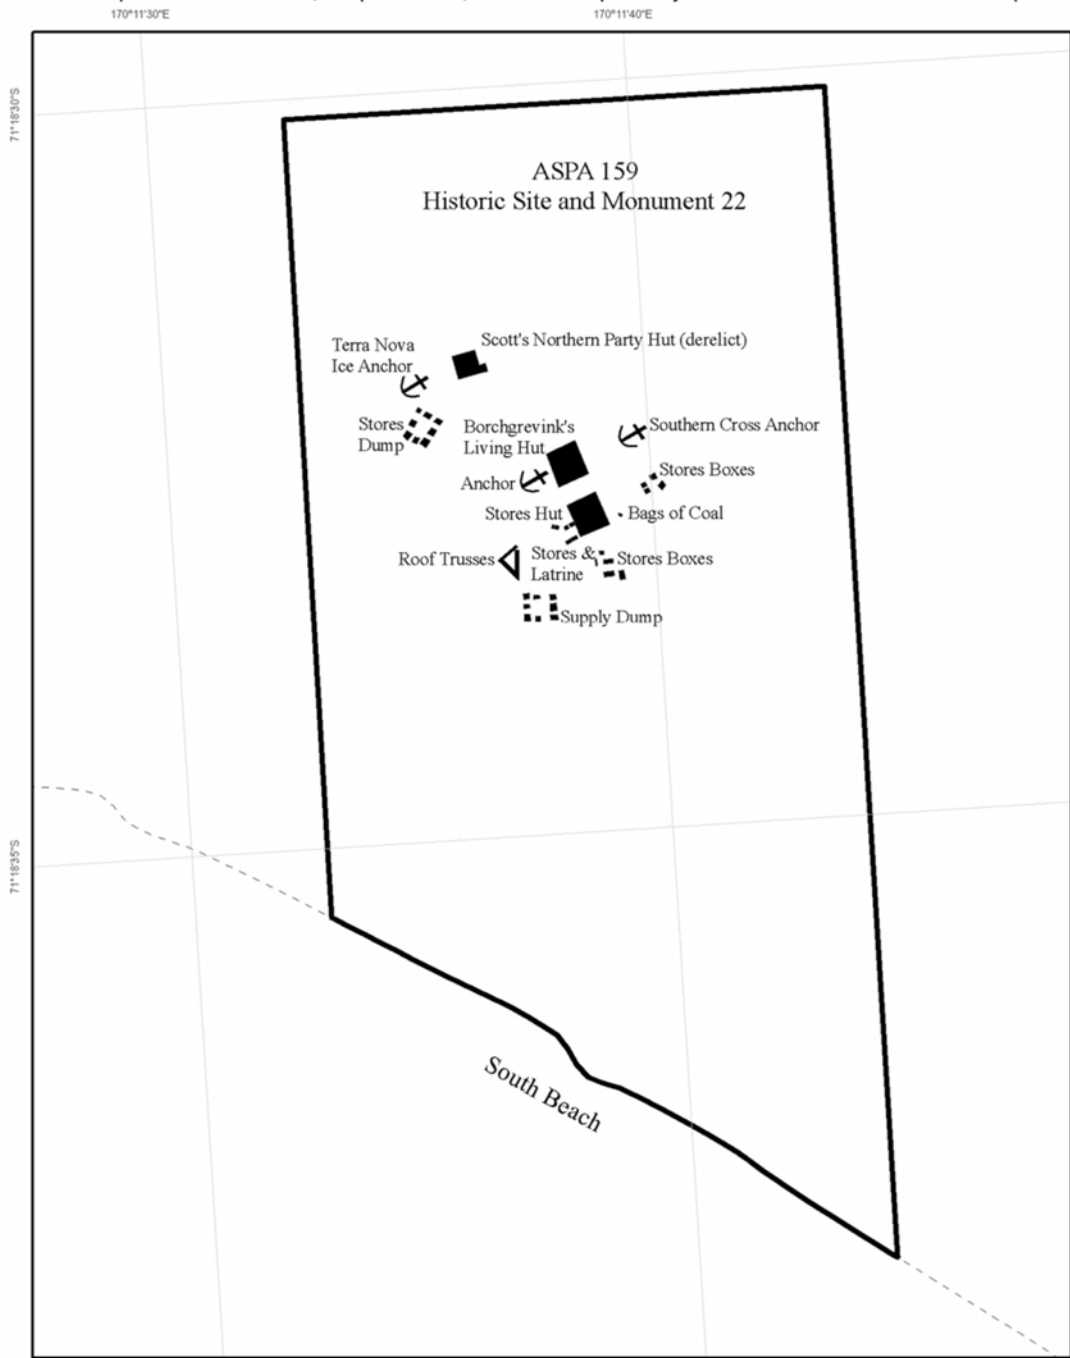 170°11'30"E
170°11'40"E
71°18'30"S
ASPA 159
Historic Site and Monument 22
Scott's Northern Party Hut (derelict)
Terra Nova
Ice Anchor
Stores
Dump
Borchgrevink's
Living Hut
Southern Cross Anchor
Anchor
Stores Boxes
Stores Hut
Bags of Coal
Roof Trusses
Stores &
Latrine
Stores Boxes
Supply Dump
71°18'35"S
South Beach